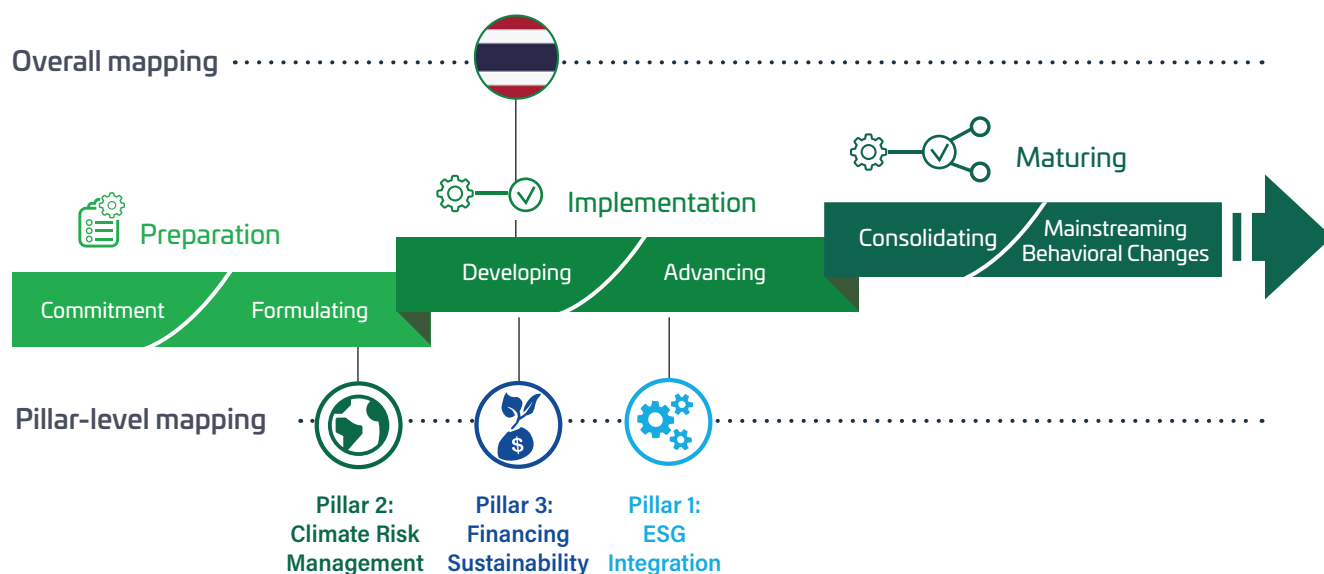 Overall mapping
Maturing
Implementation
Preparation
Consolidating
Mainstreaming
Behavioral Changes
Developing
Advancing
Commitment
Formulating
Pillar-level mapping
$
Pillar 2:
Climate Risk
Management
Pillar 3:
Financing
Sustainability
Pillar 1:
ESG
Integration